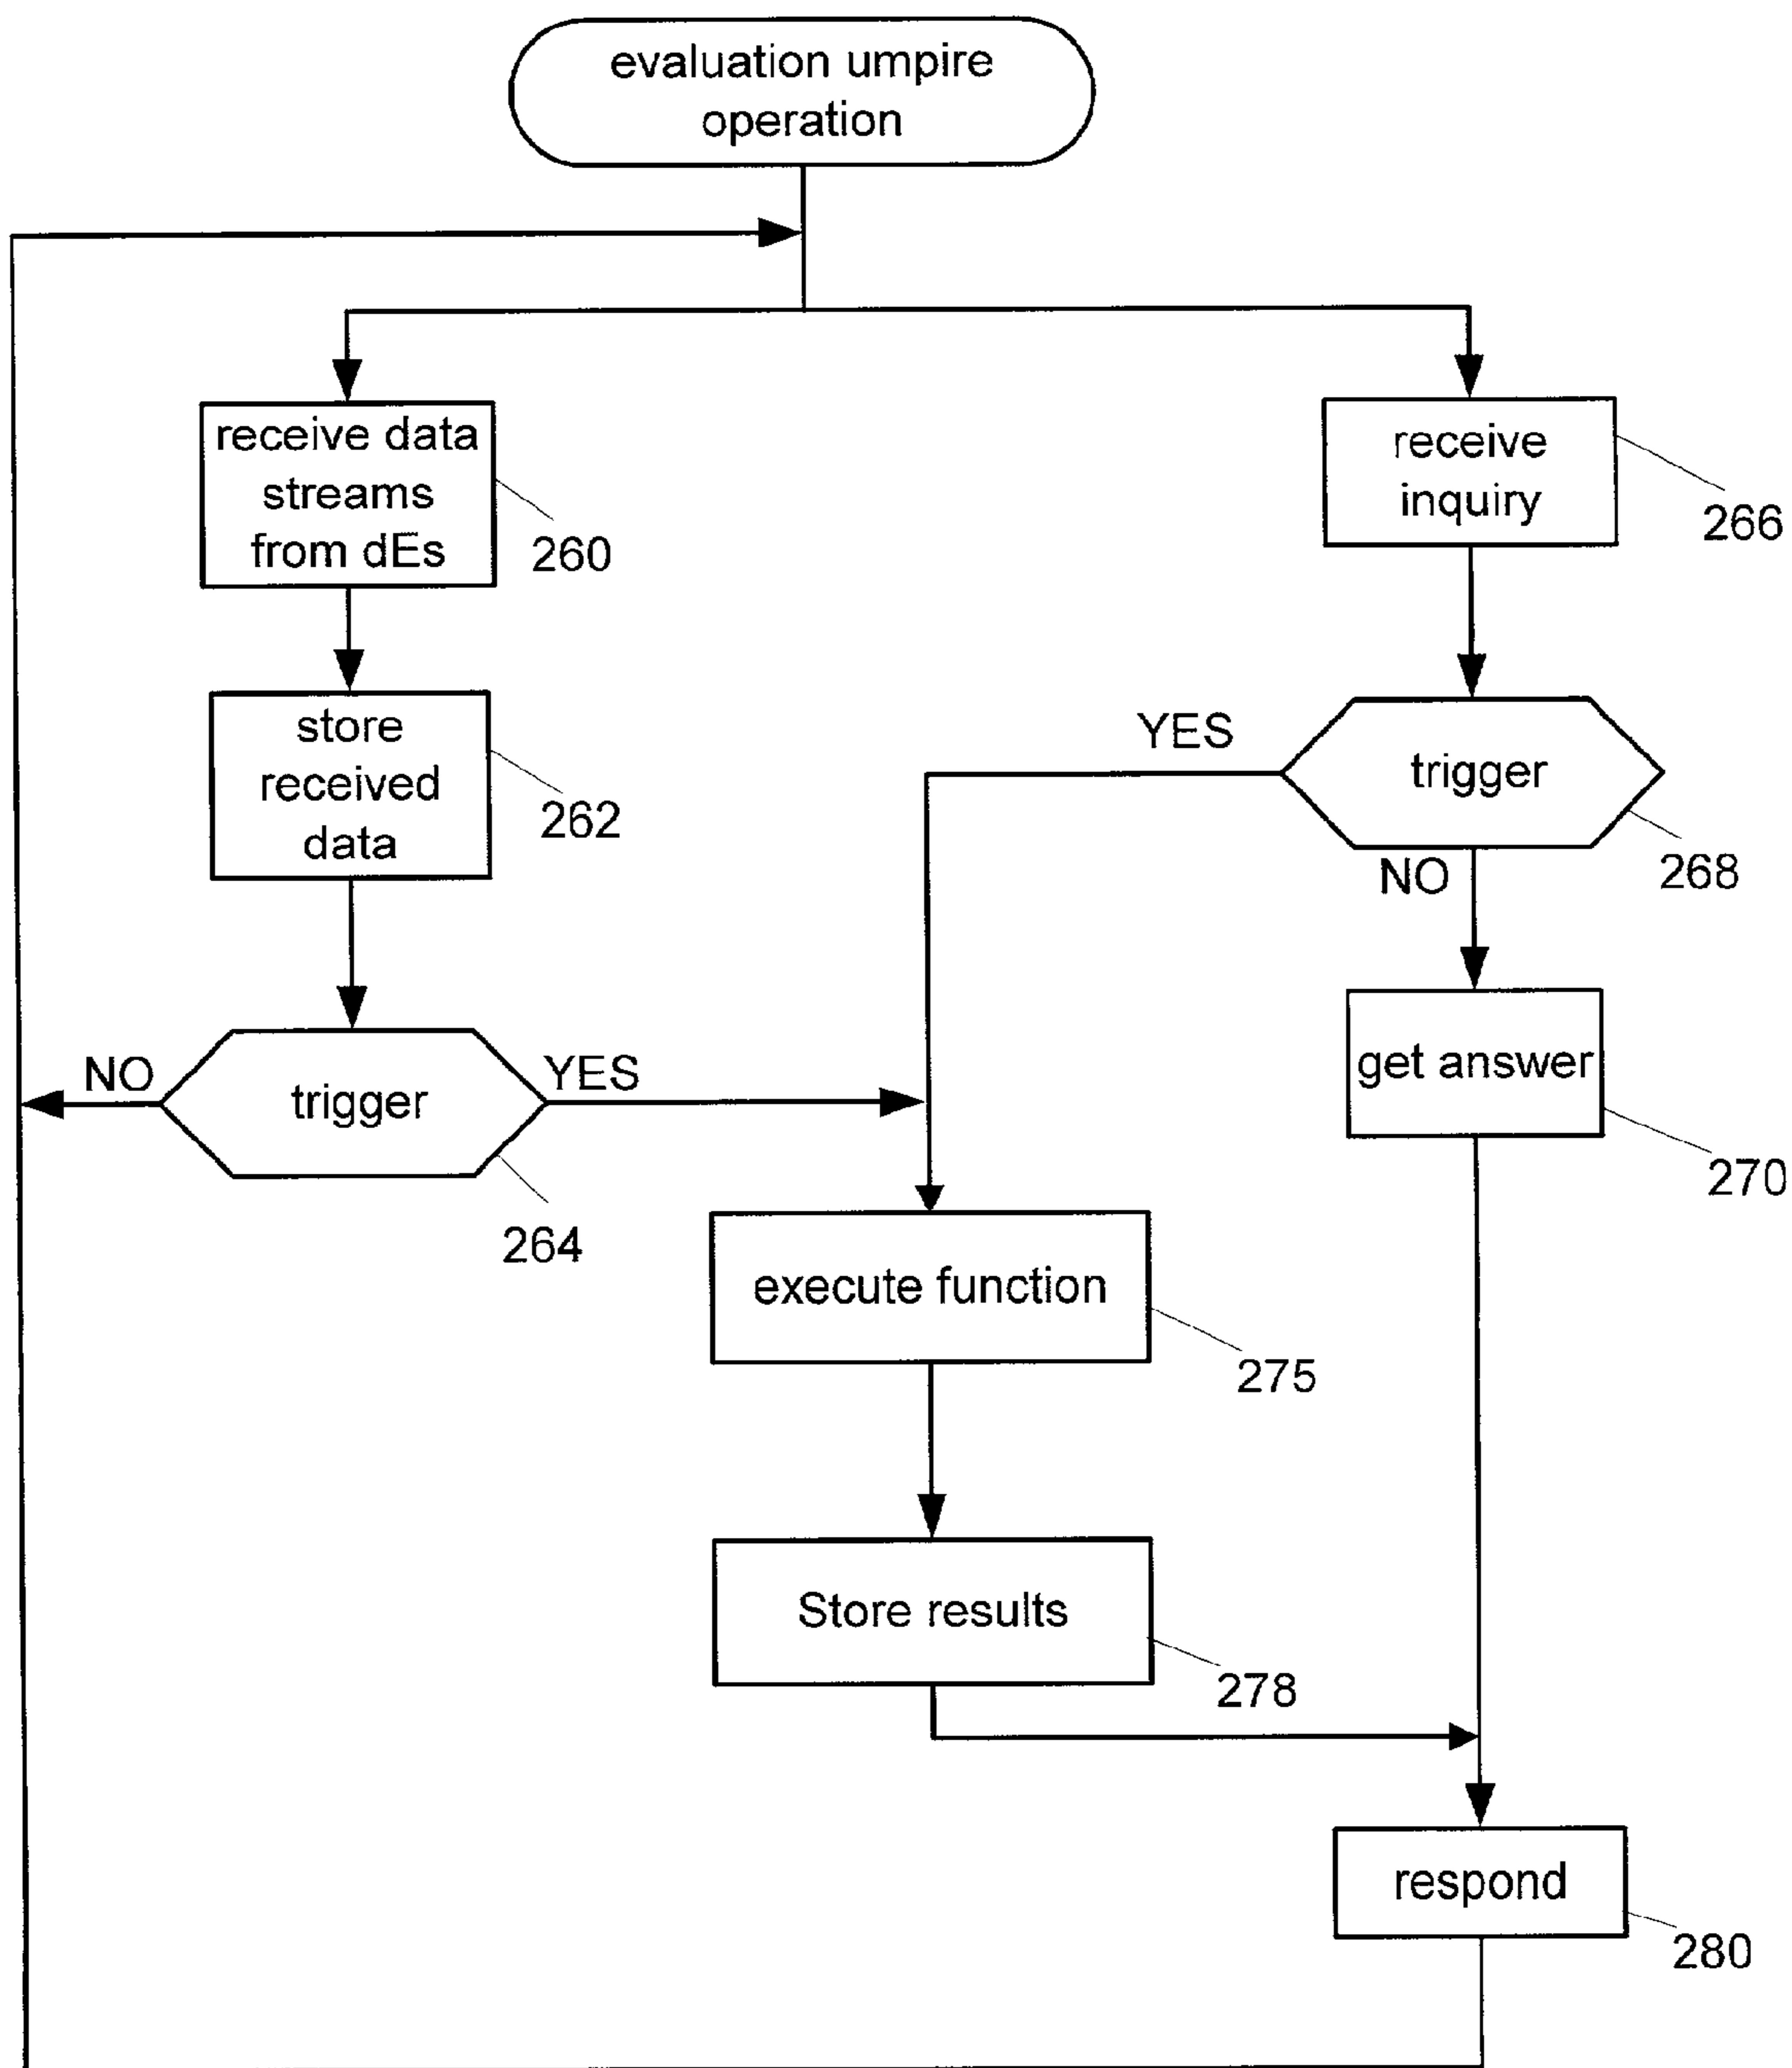 evaluation umpire
operation
receive data
streams
from dEs
260
receive
inquiry
266
store
received
data
262
YES
trigger
NO
268
NO
trigger
YES
264
get answer
270
execute function
275
Store results
278
respond
280